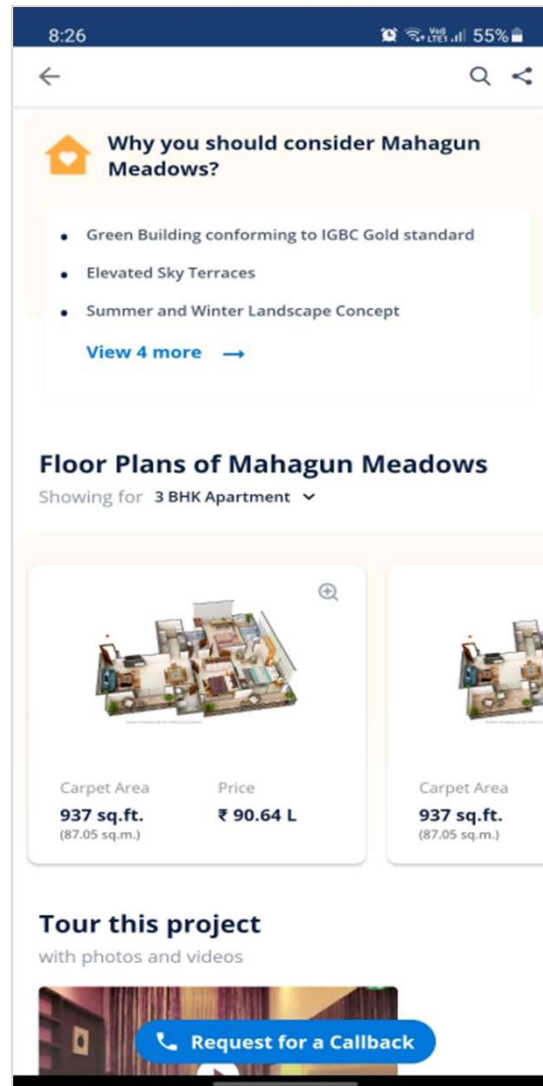 8:26
Vo))
LTE1
55%
Why you should consider Mahagun
Meadows?
• Green Building conforming to IGBC Gold standard
• Elevated Sky Terraces
• Summer and Winter Landscape Concept
View 4 more →
Floor Plans of Mahagun Meadows
Showing for 3 BHK Apartment
Carpet Area Price Carpet Area
937 sq.ft. ₹ 90.64 L 937 sq.ft.
(87.05 sq.m.) (87.05 sq.m.)
Tour this project
with photos and videos
Request for a Callback